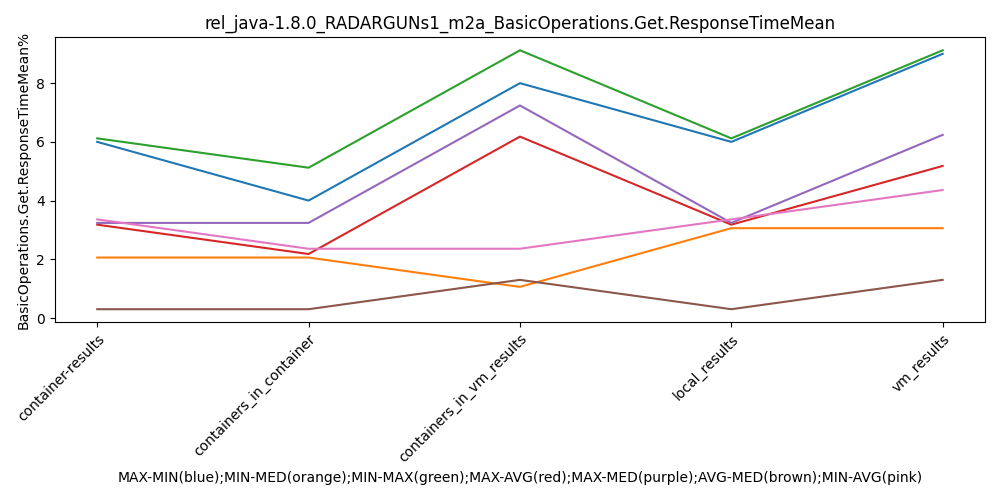 rel_java-1.8.0_RADARGUNs1_m2a_BasicOperations.Get.ResponseTimeMean
BasicOperations.Get.ResponseTimeMean%
8
6
4
2
0
container-results
containers_in_container
containers_in_vm_results
local_results
vm_results
MAX-MIN(blue);MIN-MED(orange);MIN-MAX(green);MAX-AVG(red);MAX-MED(purple);AVG-MED(brown);MIN-AVG(pink)